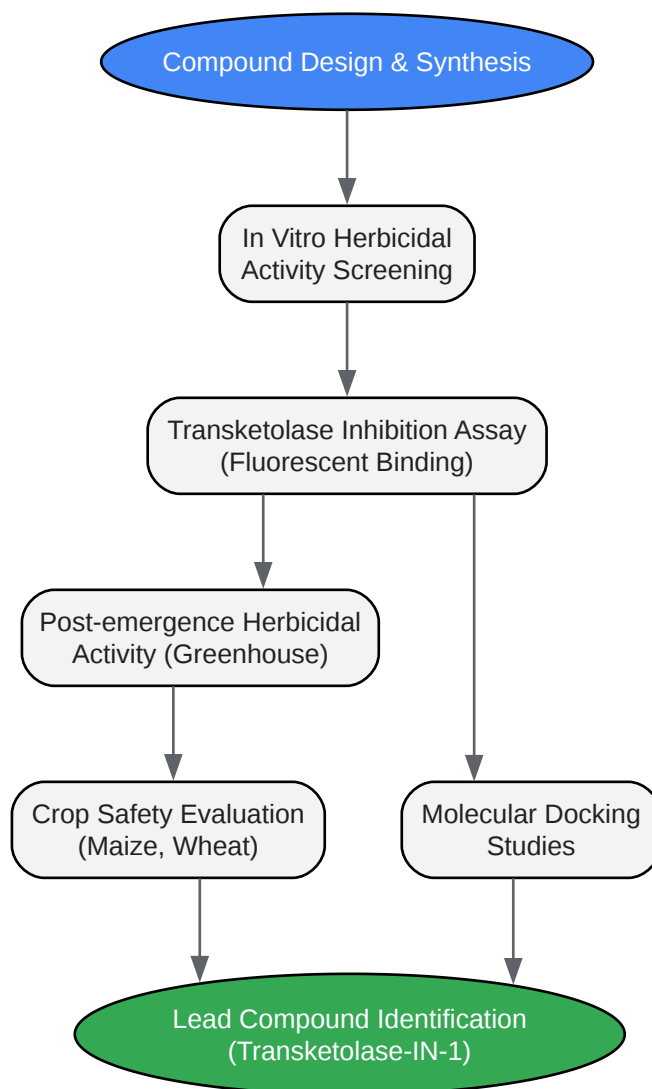 Compound Design & Synthesis
In Vitro Herbicidal
Activity Screening
Transketolase Inhibition Assay
(Fluorescent Binding)
Post-emergence Herbicidal
Activity (Greenhouse)
Crop Safety Evaluation
(Maize, Wheat)
Molecular Docking
Studies
Lead Compound Identification
(Transketolase-IN-1)